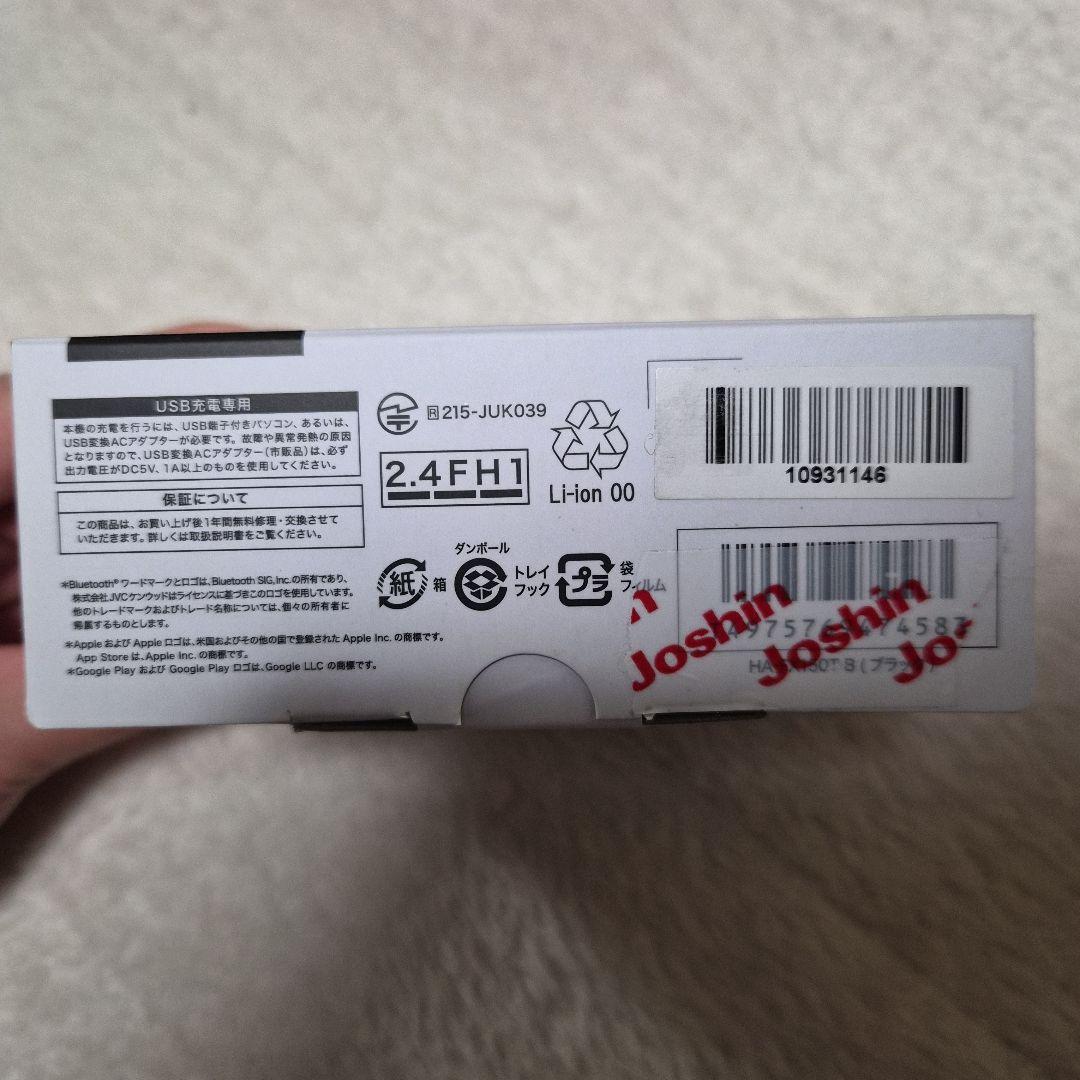 USB充電専用
本機の充電を行うには、USB端子付きパソコン、あるいは、
USB変換ACアダプターが必要です。故障や異常発熱の原因
となりますので、USB変換ACアダプター（市販品）は、必ず
出力電圧がDC5V、1A以上のものを使用してください。
保証について
この商品は、お買い上げ後1年間無料修理・交換させて
いただきます。詳しくは取扱説明書をご覧ください。
*Bluetooth® ワードマークとロゴは、Bluetooth SIG, Inc. の所有であり、
株式会社 JVCケンウッドはライセンスに基づきこのロゴを使用しています。
他のトレードマークおよびトレード名称については、個々の所有者に
帰属するものとします。
*Apple および Apple ロゴは、米国およびその他の国で登録された Apple Inc. の商標です。
App Store は、Apple Inc. の商標です。
*Google Play および Google Play ロゴは、Google LLC の商標です。
R 215-JUK039
2.4FH1
Li-ion 00
紙 箱
ダンボール
トレイ
フック
プラ 袋
フィルム
10931146
Joshin
Joshin
Jo
B (ブラック)